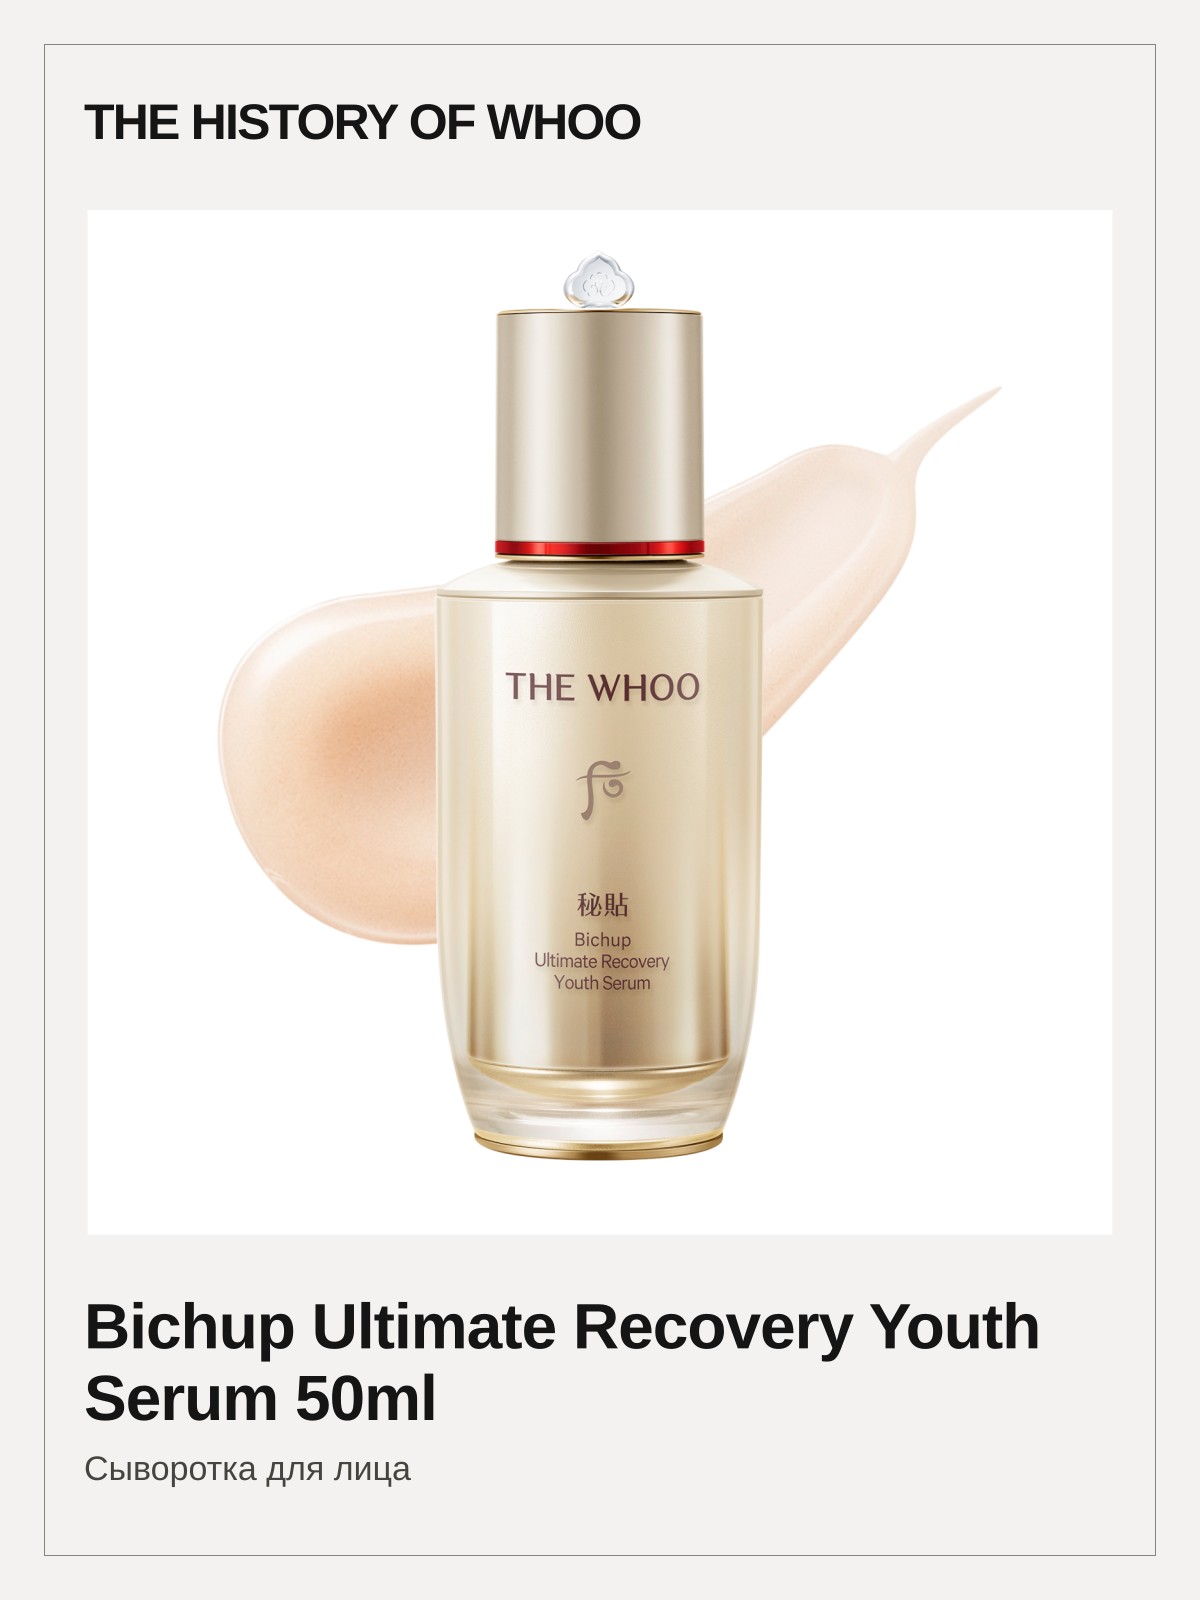 THE HISTORY OF WHOO
THE WHOO
秘貼
Bichup
Ultimate Recovery
Youth Serum
Bichup Ultimate Recovery Youth
Serum 50ml
Сыворотка для лица